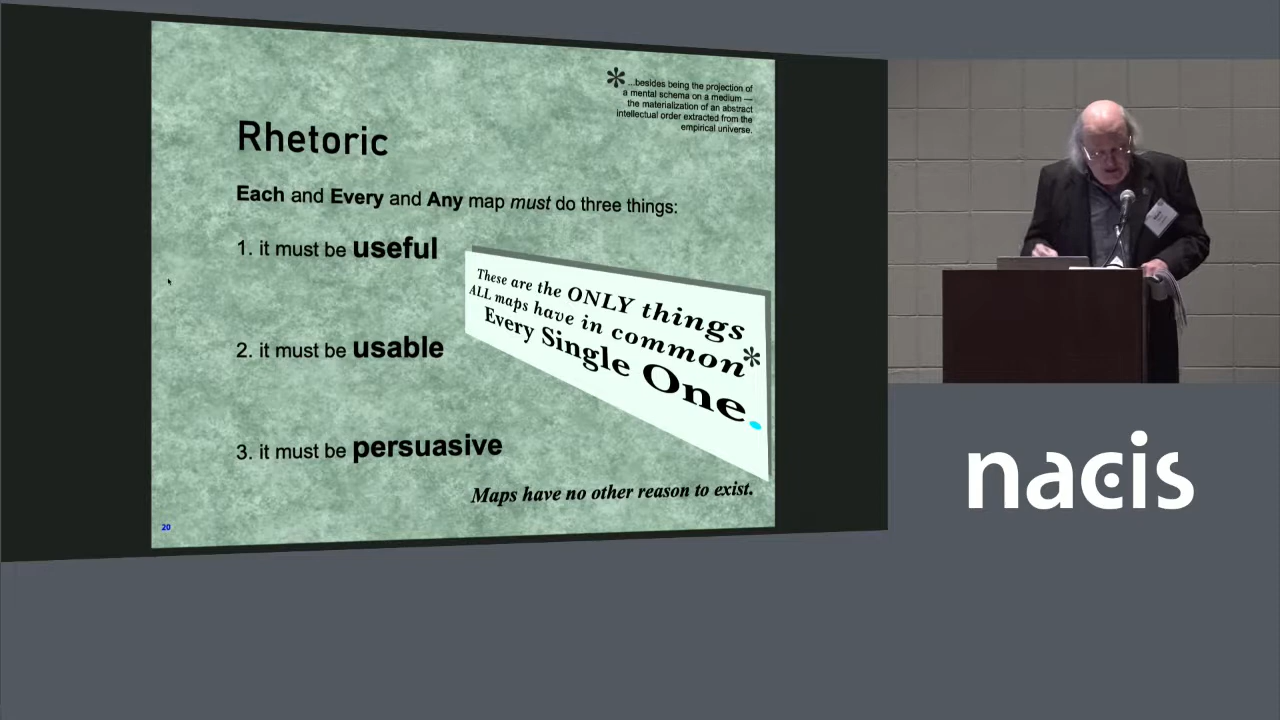 * ...besides being the projection of
a mental schema on a medium —
the materialization of an abstract
intellectual order extracted from the
empirical universe.
Rhetoric
Each and Every and Any map must do three things:
1. it must be useful
These are the ONLY things
ALL maps have in common*
Every Single One.
2. it must be usable
3. it must be persuasive
Maps have no other reason to exist.
20
nacis